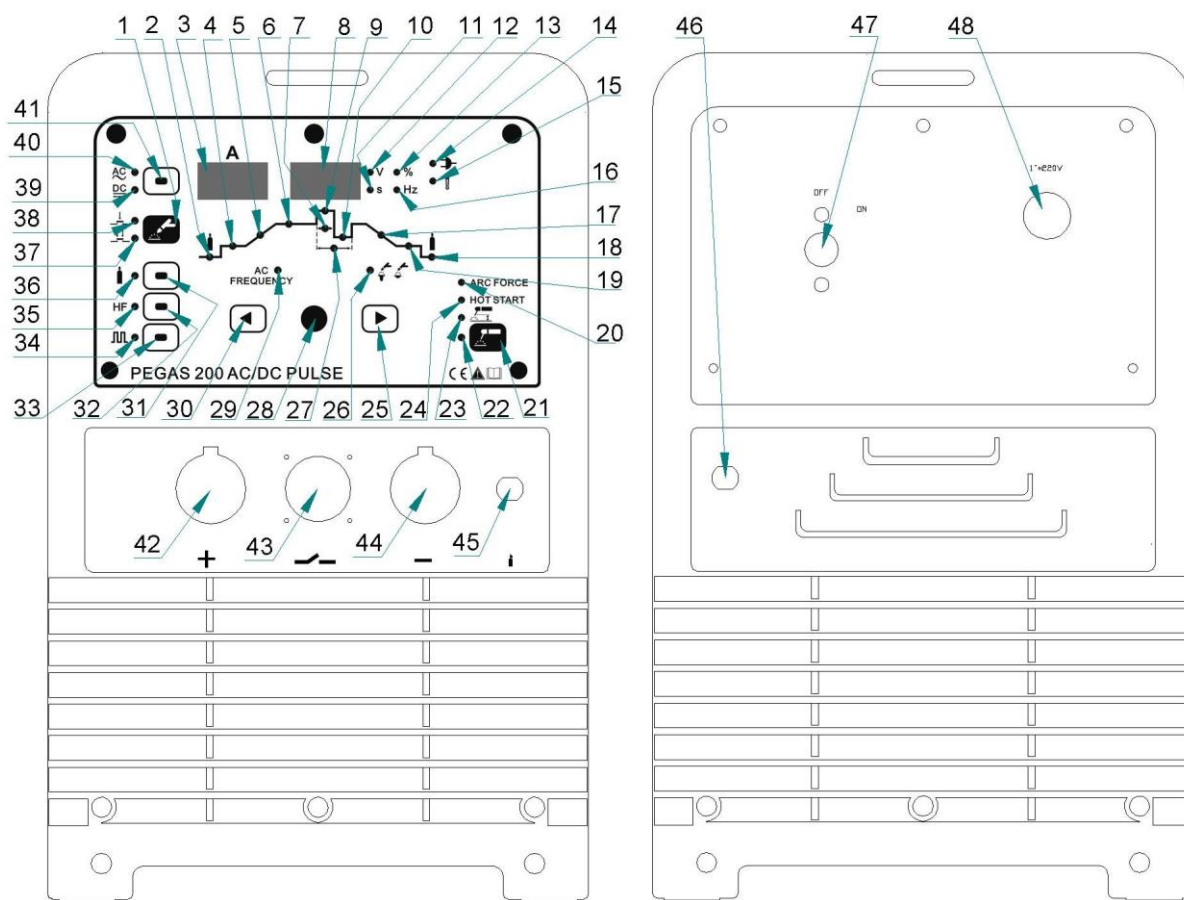 1 2 3 4 5 6 7 8 9 10 11 12 13 14 15
46 47 48
41
40
39
38
37
36
35
34
A
AC
DC
V %
s Hz
16
17
18
19
20
AC
FREQUENCY
ARC FORCE
HOT START
HF
PEGAS 200 AC/DC PULSE
CE
33 32 31 30 29 28 27 26 25 24 23 22 21
42 43 44 45
+ −
OFF
ON
1~220V